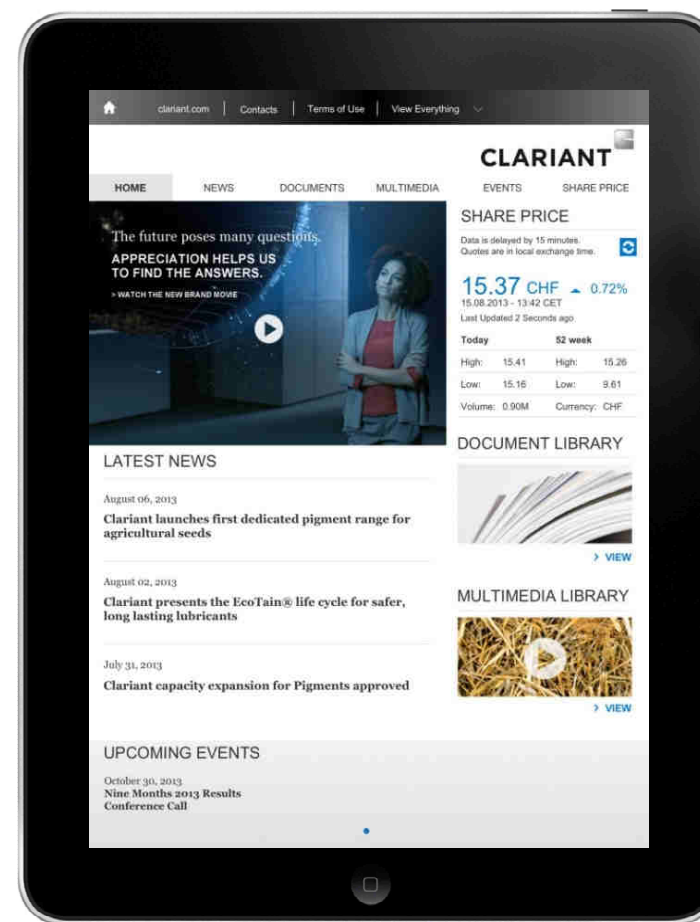 clariant.com Contacts Terms of Use View Everything
CLARIANT
HOME NEWS DOCUMENTS MULTIMEDIA EVENTS SHARE PRICE
The future poses many questions.
APPRECIATION HELPS US
TO FIND THE ANSWERS.
> WATCH THE NEW BRAND MOVIE
LATEST NEWS
August 06, 2013
Clariant launches first dedicated pigment range for
agricultural seeds
August 02, 2013
Clariant presents the EcoTain® life cycle for safer,
long lasting lubricants
July 31, 2013
Clariant capacity expansion for Pigments approved
SHARE PRICE
Data is delayed by 15 minutes.
Quotes are in local exchange time.
15.37 CHF 0.72%
15.08.2013 - 13:42 CET
Last Updated 2 Seconds ago
Today 52 week
High: 15.41 High: 15.26
Low: 15.16 Low: 9.61
Volume: 0.90M Currency: CHF
DOCUMENT LIBRARY
> VIEW
MULTIMEDIA LIBRARY
> VIEW
UPCOMING EVENTS
October 30, 2013
Nine Months 2013 Results
Conference Call